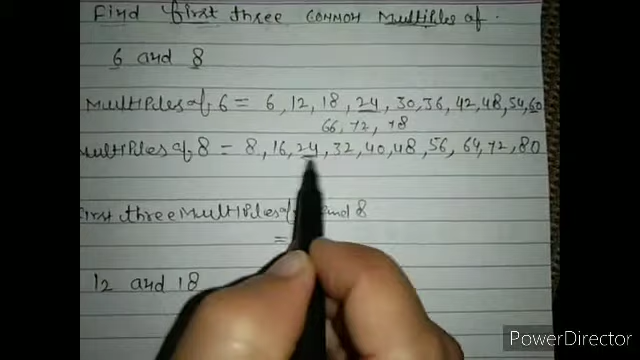 Find first three common Multiples of.
6 and 8
Multiples of 6 = 6, 12, 18, 24, 30, 36, 42, 48, 54, 60
66, 72, 78
Multiples of 8 = 8, 16, 24, 32, 40, 48, 56, 64, 72, 80
First three Multiples of and 8
=
12 and 18
PowerDirector